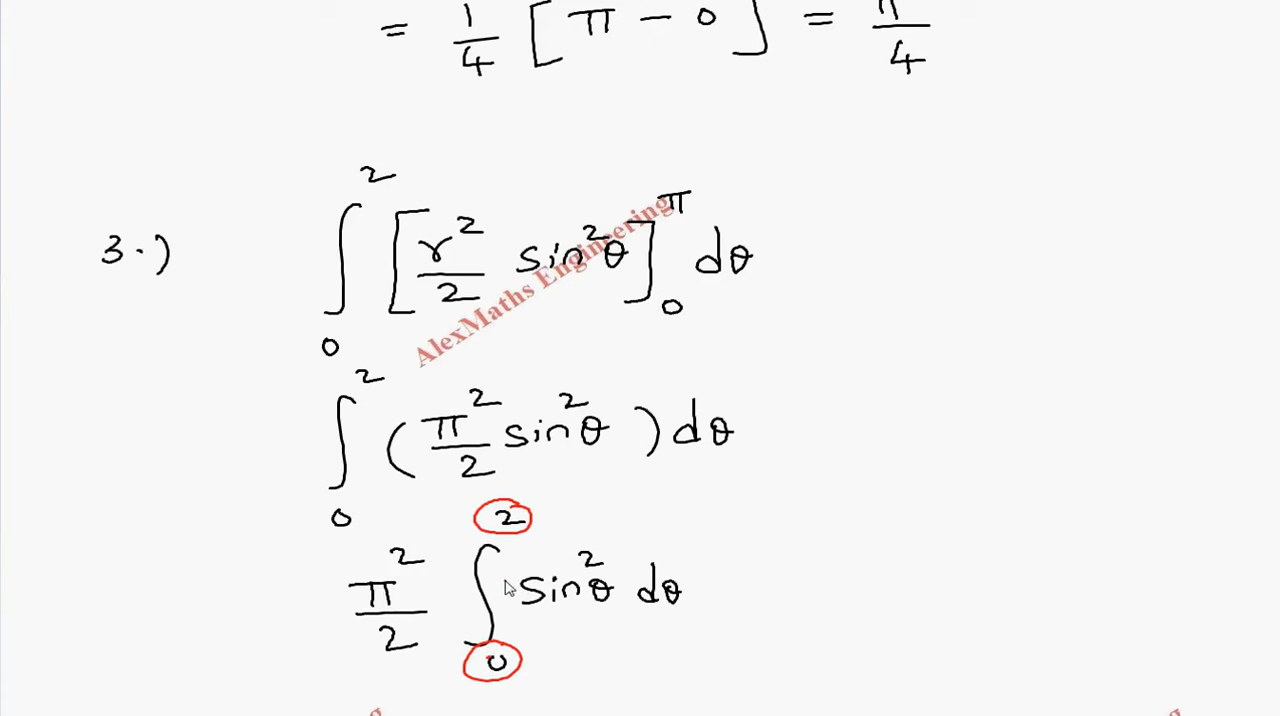 = 1/4 [π − 0] = π/4
3.) ∫₀² [r²/2 sin²θ]₀^π dθ
AlexMaths Engineering
∫₀² (π²/2 sin²θ) dθ
π²/2 ∫₀² sin²θ dθ